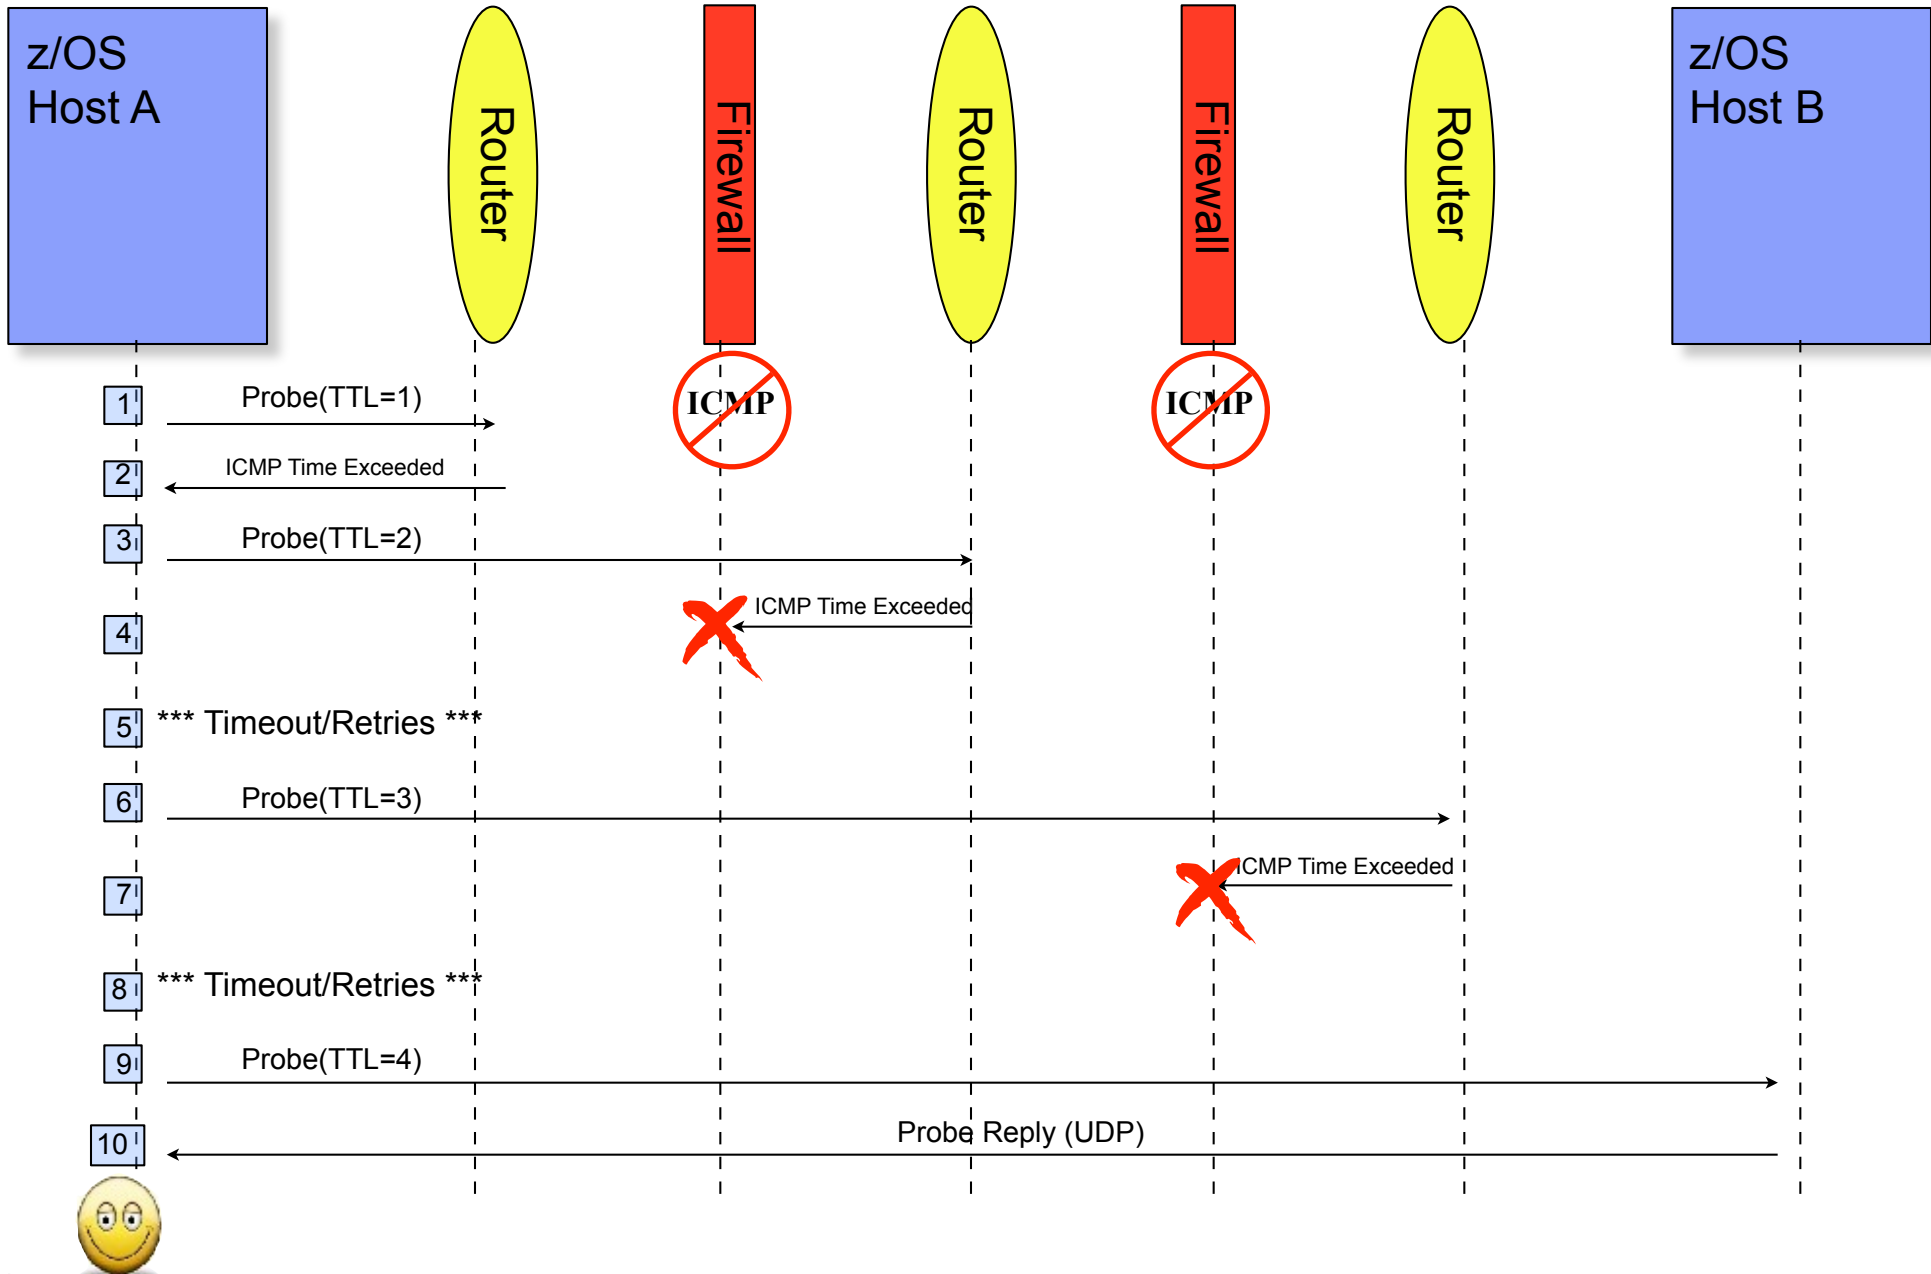 z/OS
Host A
Router
Firewall
Router
Firewall
Router
z/OS
Host B
ICMP
ICMP
1
Probe(TTL=1)
2
ICMP Time Exceeded
3
Probe(TTL=2)
4
ICMP Time Exceeded
5
*** Timeout/Retries ***
6
Probe(TTL=3)
7
ICMP Time Exceeded
8
*** Timeout/Retries ***
9
Probe(TTL=4)
10
Probe Reply (UDP)